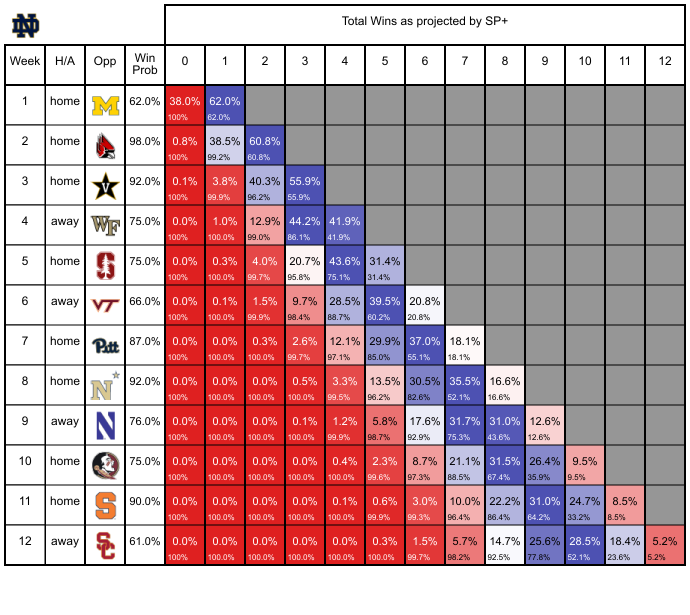 ND
Total Wins as projected by SP+
Week H/A Opp Win Prob 0 1 2 3 4 5 6 7 8 9 10 11 12
1 home M 62.0% 38.0% 62.0%
100% 62.0%
2 home 98.0% 0.8% 38.5% 60.8%
100% 99.2% 60.8%
3 home V 92.0% 0.1% 3.8% 40.3% 55.9%
100% 99.9% 96.2% 55.9%
4 away WF 75.0% 0.0% 1.0% 12.9% 44.2% 41.9%
100% 100.0% 99.0% 86.1% 41.9%
5 home S 75.0% 0.0% 0.3% 4.0% 20.7% 43.6% 31.4%
100% 100.0% 99.7% 95.8% 75.1% 31.4%
6 away VT 66.0% 0.0% 0.1% 1.5% 9.7% 28.5% 39.5% 20.8%
100% 100.0% 99.9% 98.4% 88.7% 60.2% 20.8%
7 home Pitt 87.0% 0.0% 0.0% 0.3% 2.6% 12.1% 29.9% 37.0% 18.1%
100% 100.0% 100.0% 99.7% 97.1% 85.0% 55.1% 18.1%
8 home N 92.0% 0.0% 0.0% 0.0% 0.5% 3.3% 13.5% 30.5% 35.5% 16.6%
100% 100.0% 100.0% 100.0% 99.5% 96.2% 82.6% 52.1% 16.6%
9 away N 76.0% 0.0% 0.0% 0.0% 0.1% 1.2% 5.8% 17.6% 31.7% 31.0% 12.6%
100% 100.0% 100.0% 100.0% 99.9% 98.7% 92.9% 75.3% 43.6% 12.6%
10 home 75.0% 0.0% 0.0% 0.0% 0.0% 0.4% 2.3% 8.7% 21.1% 31.5% 26.4% 9.5%
100% 100.0% 100.0% 100.0% 100.0% 99.6% 97.3% 88.5% 67.4% 35.9% 9.5%
11 home S 90.0% 0.0% 0.0% 0.0% 0.0% 0.1% 0.6% 3.0% 10.0% 22.2% 31.0% 24.7% 8.5%
100% 100.0% 100.0% 100.0% 100.0% 99.9% 99.3% 96.4% 86.4% 64.2% 33.2% 8.5%
12 away SC 61.0% 0.0% 0.0% 0.0% 0.0% 0.0% 0.3% 1.5% 5.7% 14.7% 25.6% 28.5% 18.4% 5.2%
100% 100.0% 100.0% 100.0% 100.0% 100.0% 99.7% 98.2% 92.5% 77.8% 52.1% 23.6% 5.2%